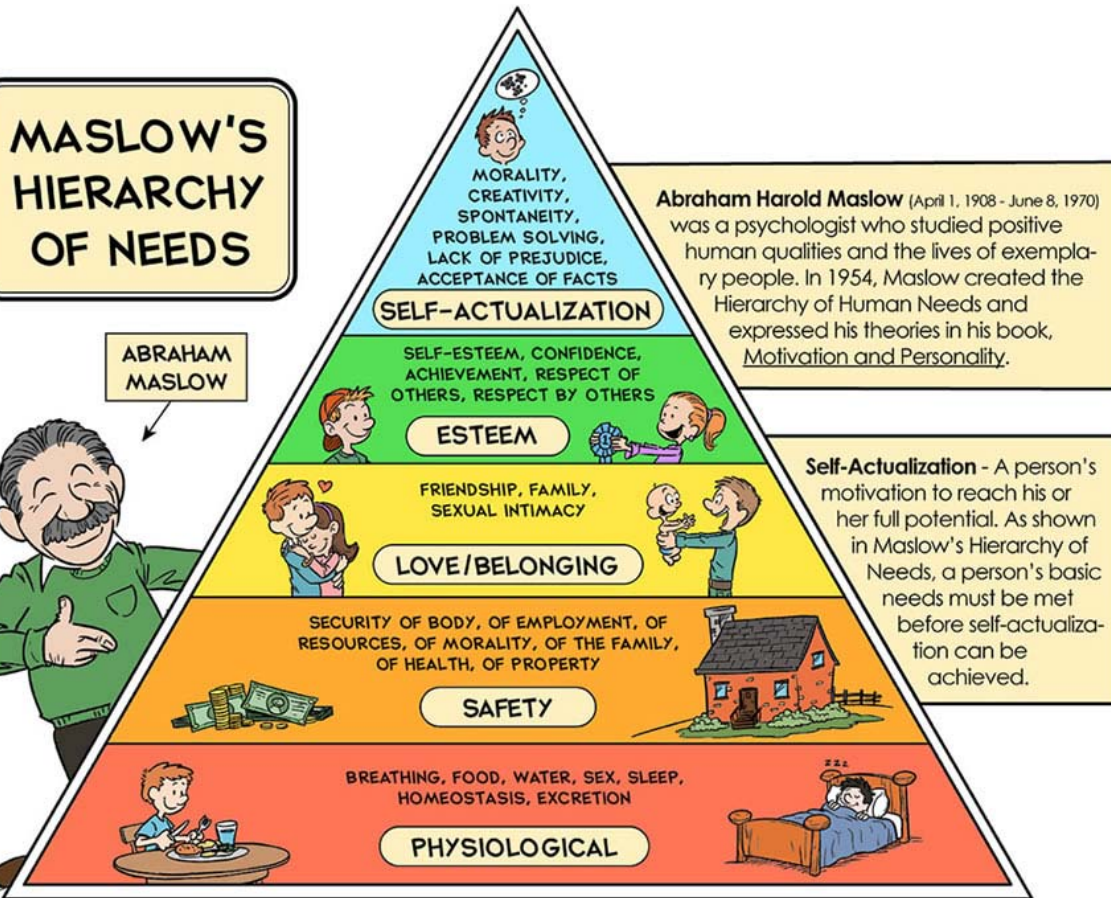 MASLOW'S
HIERARCHY
OF NEEDS
ABRAHAM
MASLOW
MORALITY,
CREATIVITY,
SPONTANEITY,
PROBLEM SOLVING,
LACK OF PREJUDICE,
ACCEPTANCE OF FACTS
SELF-ACTUALIZATION
SELF-ESTEEM, CONFIDENCE,
ACHIEVEMENT, RESPECT OF
OTHERS, RESPECT BY OTHERS
ESTEEM
1
FRIENDSHIP, FAMILY,
SEXUAL INTIMACY
LOVE/BELONGING
SECURITY OF BODY, OF EMPLOYMENT, OF
RESOURCES, OF MORALITY, OF THE FAMILY,
OF HEALTH, OF PROPERTY
SAFETY
BREATHING, FOOD, WATER, SEX, SLEEP,
HOMEOSTASIS, EXCRETION
zzz
PHYSIOLOGICAL
Abraham Harold Maslow (April 1, 1908 - June 8, 1970)
was a psychologist who studied positive
human qualities and the lives of exempla-
ry people. In 1954, Maslow created the
Hierarchy of Human Needs and
expressed his theories in his book,
Motivation and Personality.
Self-Actualization - A person's
motivation to reach his or
her full potential. As shown
in Maslow's Hierarchy of
Needs, a person's basic
needs must be met
before self-actualiza-
tion can be
achieved.